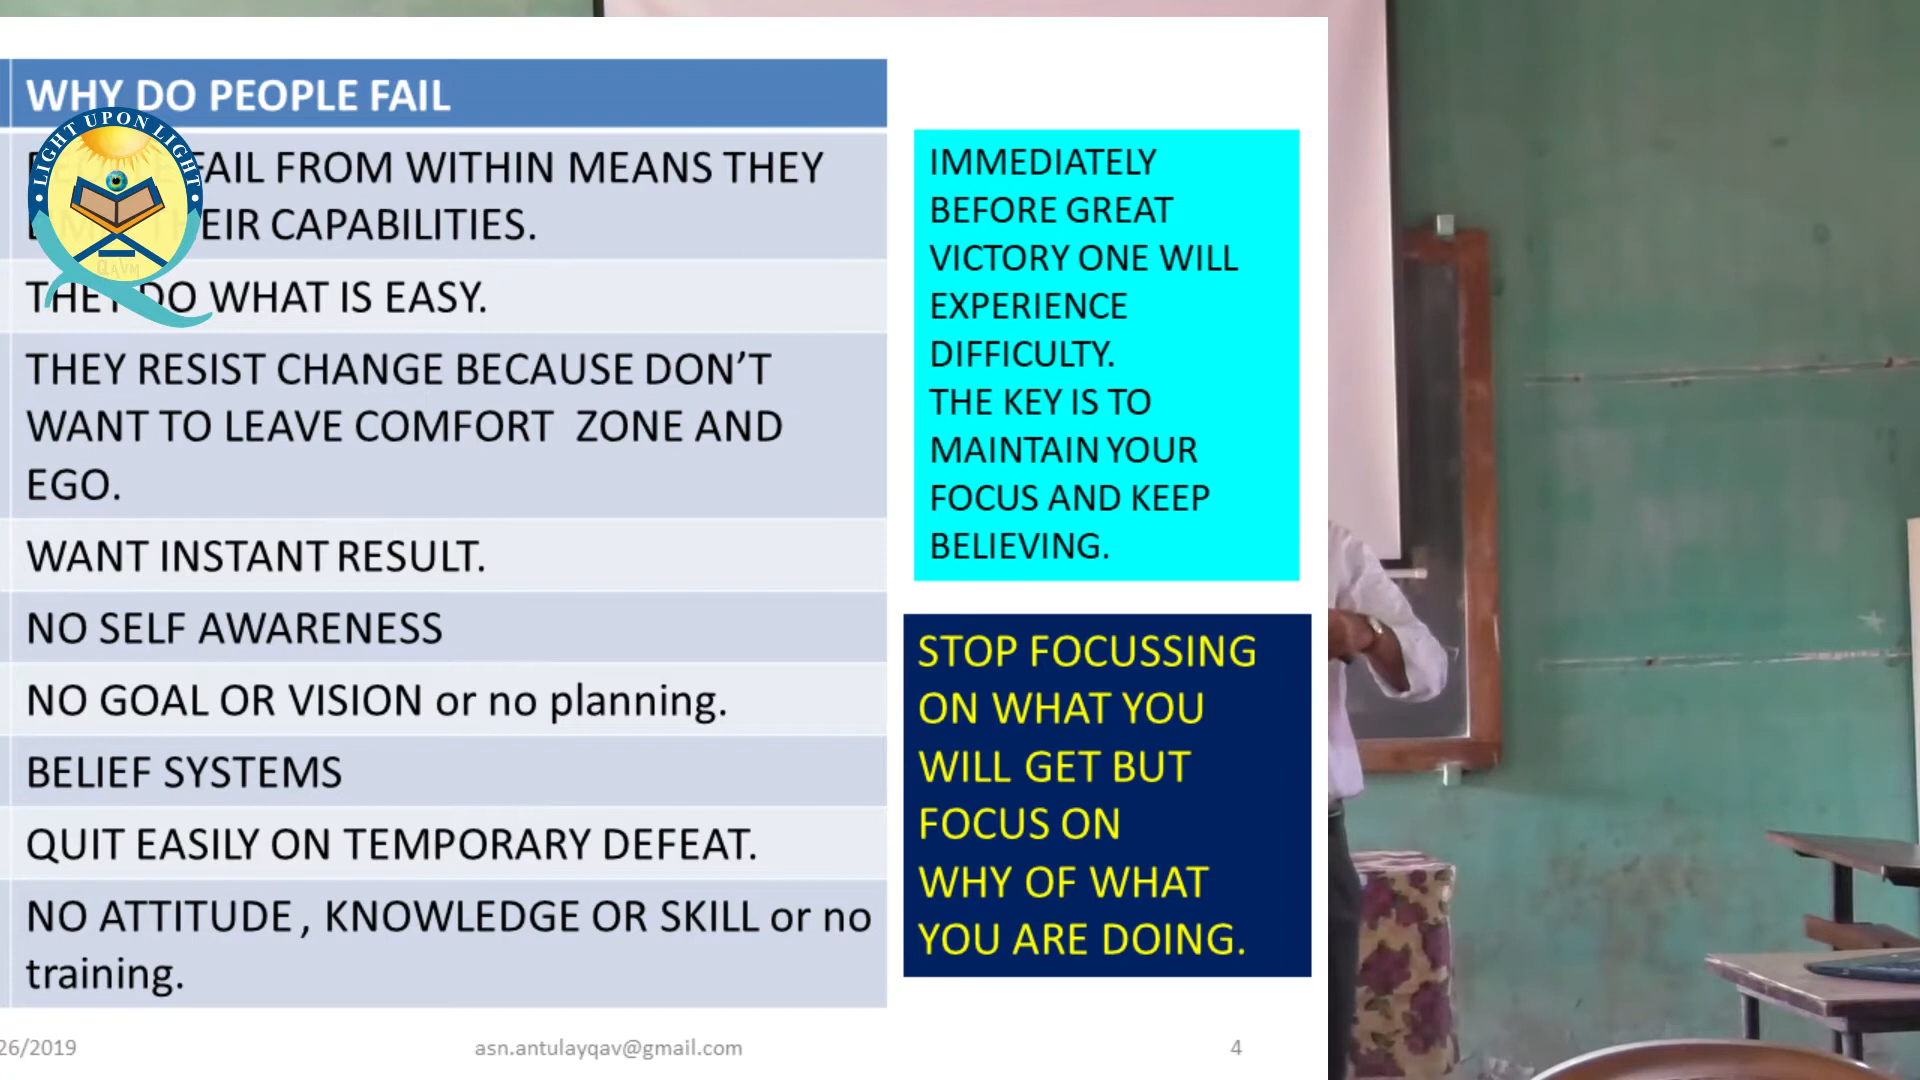 WHY DO PEOPLE FAIL
FAIL FROM WITHIN MEANS THEY
THEIR CAPABILITIES.
THEY DO WHAT IS EASY.
THEY RESIST CHANGE BECAUSE DON’T
WANT TO LEAVE COMFORT ZONE AND
EGO.
WANT INSTANT RESULT.
NO SELF AWARENESS
NO GOAL OR VISION or no planning.
BELIEF SYSTEMS
QUIT EASILY ON TEMPORARY DEFEAT.
NO ATTITUDE , KNOWLEDGE OR SKILL or no
training.
LIGHT UPON LIGHT
QAVM
IMMEDIATELY
BEFORE GREAT
VICTORY ONE WILL
EXPERIENCE
DIFFICULTY.
THE KEY IS TO
MAINTAIN YOUR
FOCUS AND KEEP
BELIEVING.
STOP FOCUSSING
ON WHAT YOU
WILL GET BUT
FOCUS ON
WHY OF WHAT
YOU ARE DOING.
26/2019
asn.antulayqav@gmail.com
4